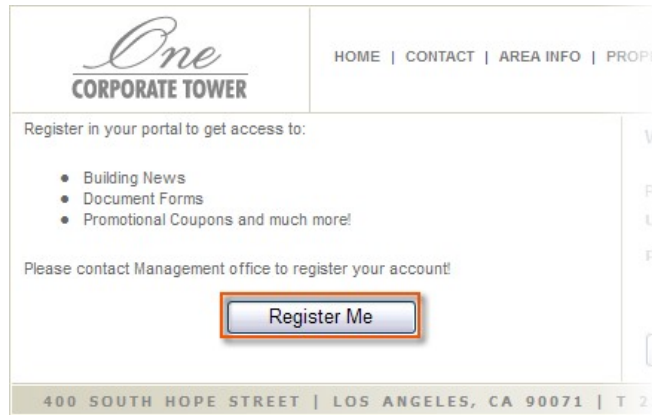 One
CORPORATE TOWER
HOME | CONTACT | AREA INFO |
Register in your portal to get access to:
● Building News
● Document Forms
● Promotional Coupons and much more!
Please contact Management office to register your account!
Register Me
400 SOUTH HOPE STREET | LOS ANGELES, CA 90071 | T 2